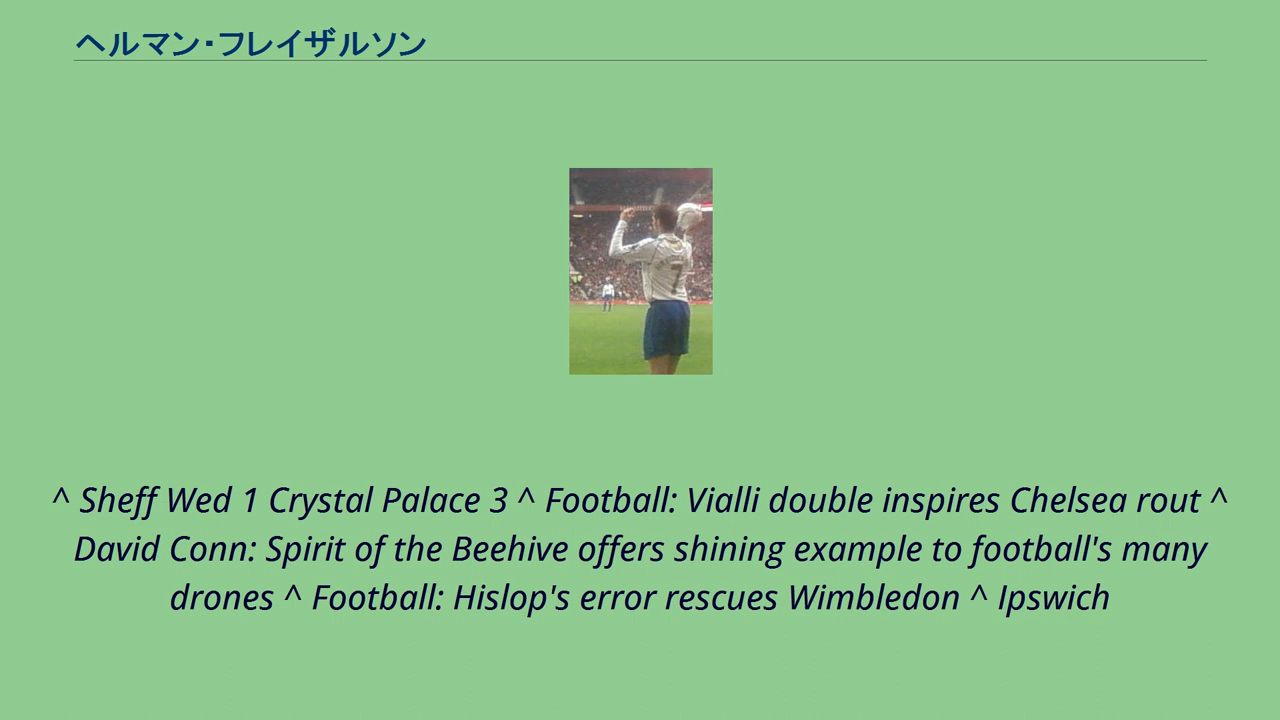 ヘルマン・フレイザルソン
7
^ Sheff Wed 1 Crystal Palace 3 ^ Football: Vialli double inspires Chelsea rout ^
David Conn: Spirit of the Beehive offers shining example to football's many
drones ^ Football: Hislop's error rescues Wimbledon ^ Ipswich